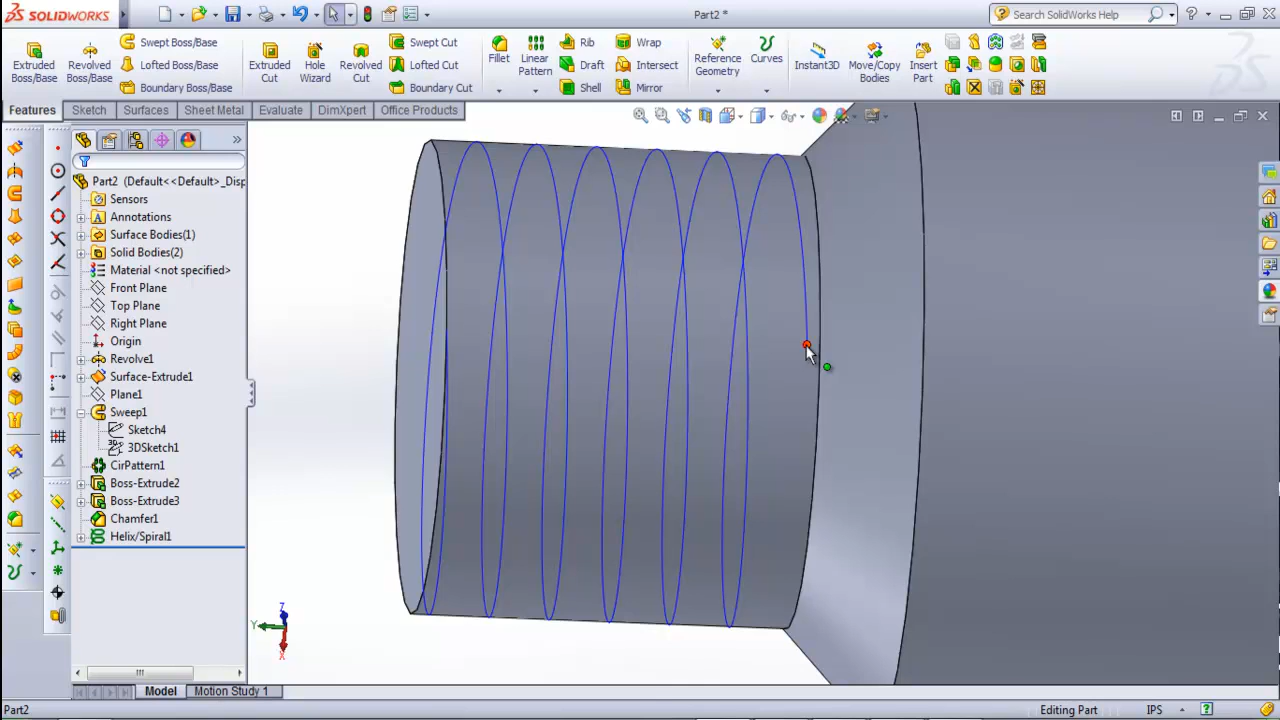 SOLIDWORKS
Part2 *
Search SolidWorks Help
Extruded Boss/Base
Revolved Boss/Base
Swept Boss/Base
Lofted Boss/Base
Boundary Boss/Base
Extruded Cut
Hole Wizard
Revolved Cut
Swept Cut
Lofted Cut
Boundary Cut
Fillet
Linear Pattern
Rib
Draft
Shell
Wrap
Intersect
Mirror
Reference Geometry
Curves
Instant3D
Move/Copy Bodies
Insert Part
Features
Sketch
Surfaces
Sheet Metal
Evaluate
DimXpert
Office Products
Part2 (Default<<Default>_Disp
Sensors
Annotations
Surface Bodies(1)
Solid Bodies(2)
Material <not specified>
Front Plane
Top Plane
Right Plane
Origin
Revolve1
Surface-Extrude1
Plane1
Sweep1
Sketch4
3DSketch1
CirPattern1
Boss-Extrude2
Boss-Extrude3
Chamfer1
Helix/Spiral1
Z
Y
X
Model
Motion Study 1
Part2
Editing Part
IPS